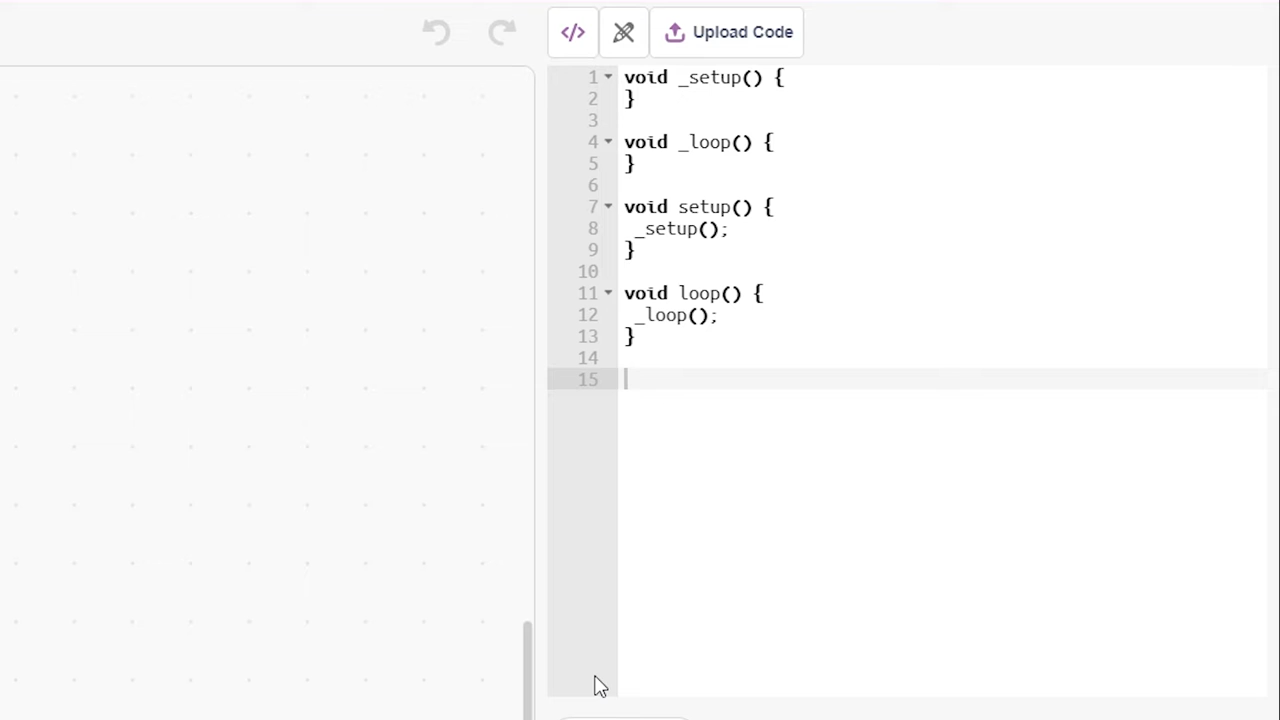 </> Upload Code
1 void _setup() {
2 }
3
4 void _loop() {
5 }
6
7 void setup() {
8 _setup();
9 }
10
11 void loop() {
12 _loop();
13 }
14
15